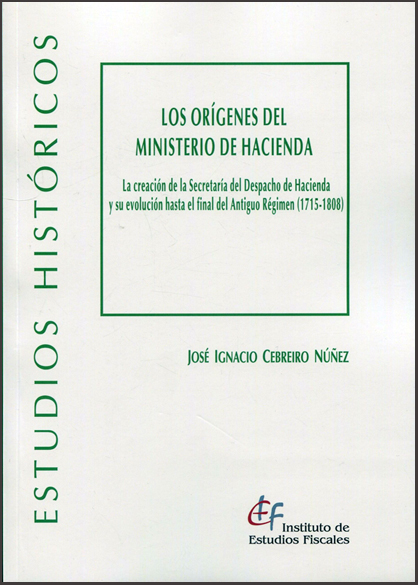 ESTUDIOS HISTÓRICOS
LOS ORÍGENES DEL
MINISTERIO DE HACIENDA
La creación de la Secretaría del Despacho de Hacienda
y su evolución hasta el final del Antiguo Régimen (1715-1808)
JOSÉ IGNACIO CEBREIRO NÚÑEZ
Instituto de
Estudios Fiscales